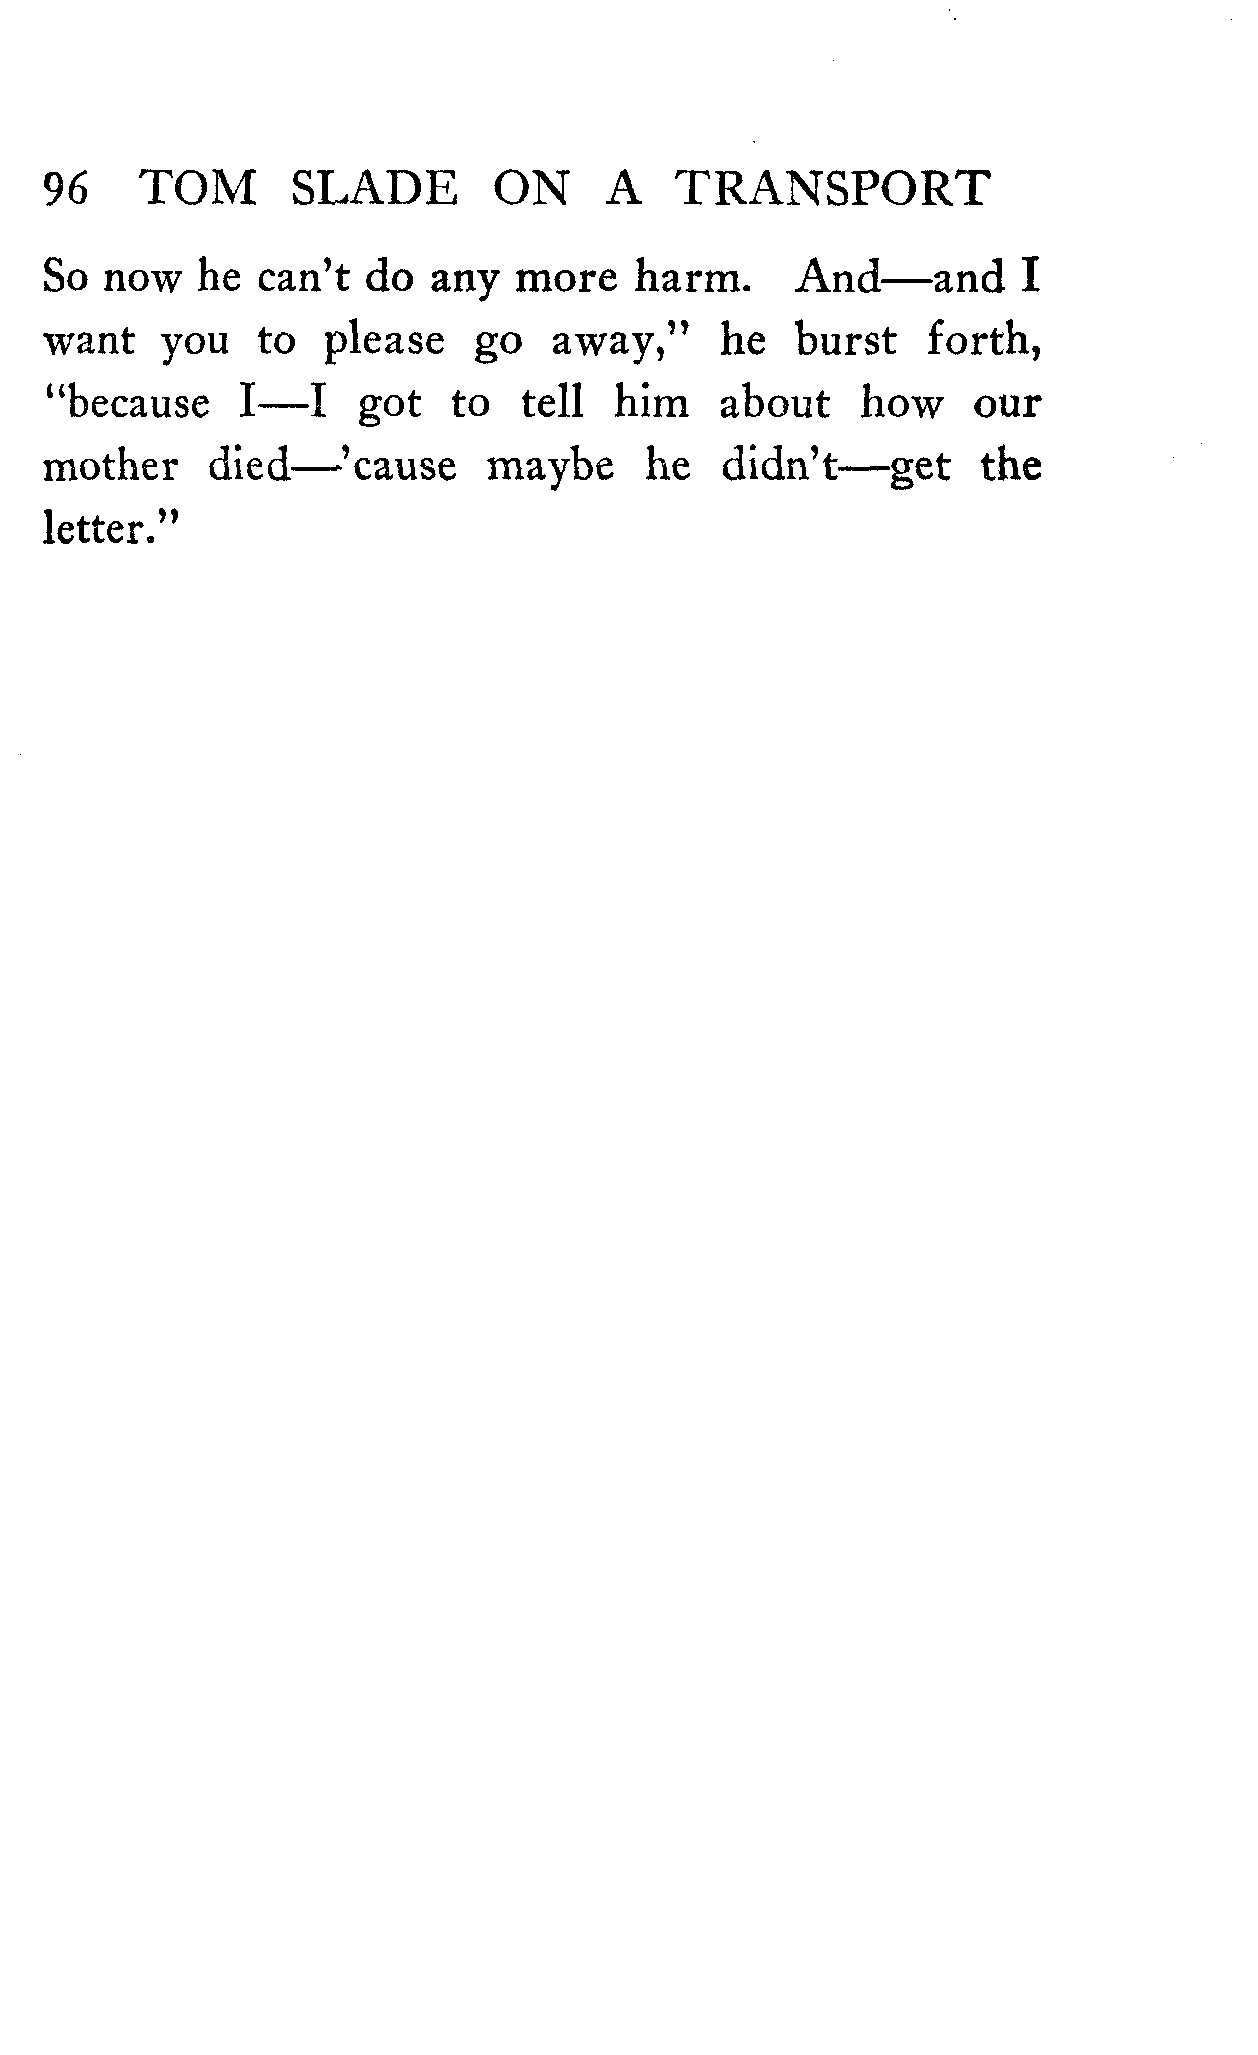 96 TOM SLADE ON A TRANSPORT
So now he can't do any more harm. And—and I
want you to please go away," he burst forth,
"because I—I got to tell him about how our
mother died—'cause maybe he didn't—get the
letter."